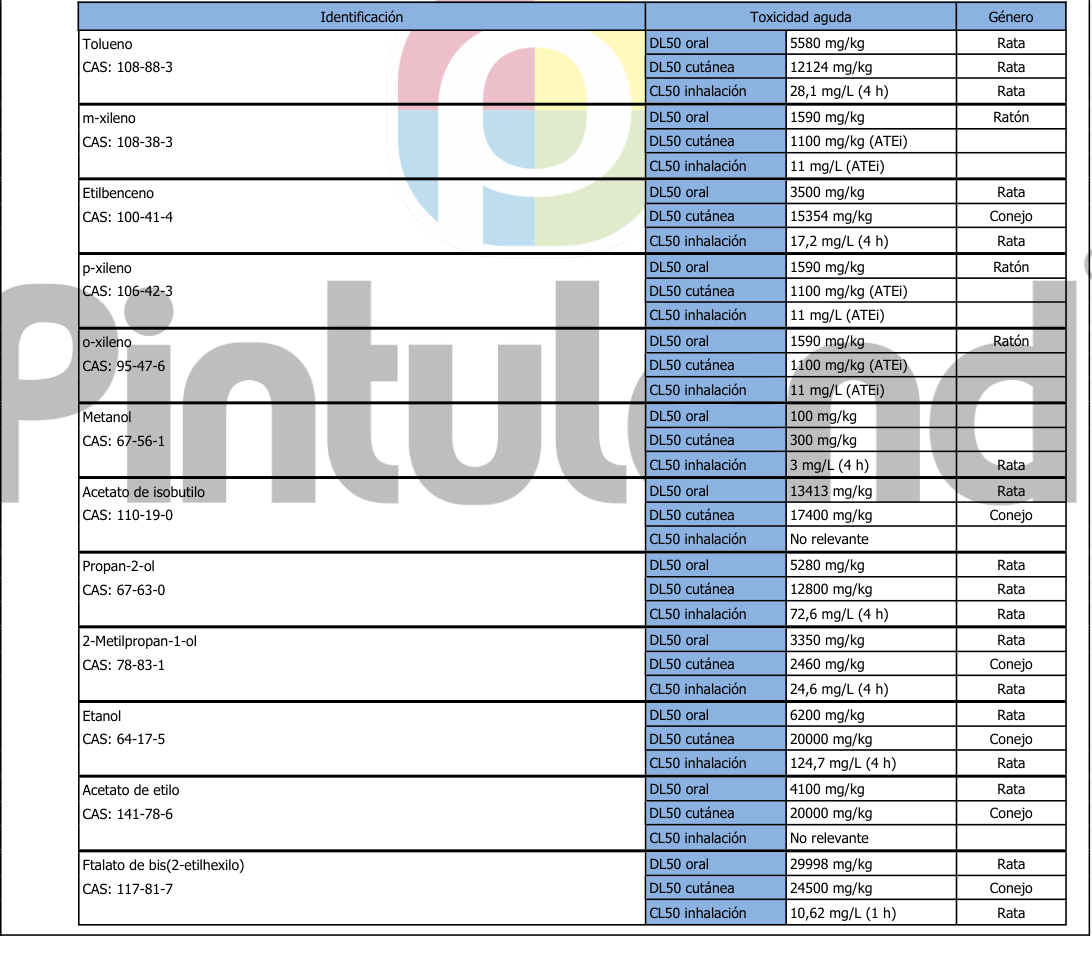 Identificación Toxicidad aguda Género
Tolueno DL50 oral 5580 mg/kg Rata
CAS: 108-88-3 DL50 cutánea 12124 mg/kg Rata
CL50 inhalación 28,1 mg/L (4 h) Rata
m-xileno DL50 oral 1590 mg/kg Ratón
CAS: 108-38-3 DL50 cutánea 1100 mg/kg (ATEi)
CL50 inhalación 11 mg/L (ATEi)
Etilbenceno DL50 oral 3500 mg/kg Rata
CAS: 100-41-4 DL50 cutánea 15354 mg/kg Conejo
CL50 inhalación 17,2 mg/L (4 h) Rata
p-xileno DL50 oral 1590 mg/kg Ratón
CAS: 106-42-3 DL50 cutánea 1100 mg/kg (ATEi)
CL50 inhalación 11 mg/L (ATEi)
o-xileno DL50 oral 1590 mg/kg Ratón
CAS: 95-47-6 DL50 cutánea 1100 mg/kg (ATEi)
CL50 inhalación 11 mg/L (ATEi)
Metanol DL50 oral 100 mg/kg
CAS: 67-56-1 DL50 cutánea 300 mg/kg
CL50 inhalación 3 mg/L (4 h) Rata
Acetato de isobutilo DL50 oral 13413 mg/kg Rata
CAS: 110-19-0 DL50 cutánea 17400 mg/kg Conejo
CL50 inhalación No relevante
Propan-2-ol DL50 oral 5280 mg/kg Rata
CAS: 67-63-0 DL50 cutánea 12800 mg/kg Rata
CL50 inhalación 72,6 mg/L (4 h) Rata
2-Metilpropan-1-ol DL50 oral 3350 mg/kg Rata
CAS: 78-83-1 DL50 cutánea 2460 mg/kg Conejo
CL50 inhalación 24,6 mg/L (4 h) Rata
Etanol DL50 oral 6200 mg/kg Rata
CAS: 64-17-5 DL50 cutánea 20000 mg/kg Conejo
CL50 inhalación 124,7 mg/L (4 h) Rata
Acetato de etilo DL50 oral 4100 mg/kg Rata
CAS: 141-78-6 DL50 cutánea 20000 mg/kg Conejo
CL50 inhalación No relevante
Ftalato de bis(2-etilhexilo) DL50 oral 29998 mg/kg Rata
CAS: 117-81-7 DL50 cutánea 24500 mg/kg Conejo
CL50 inhalación 10,62 mg/L (1 h) Rata
Pintuland